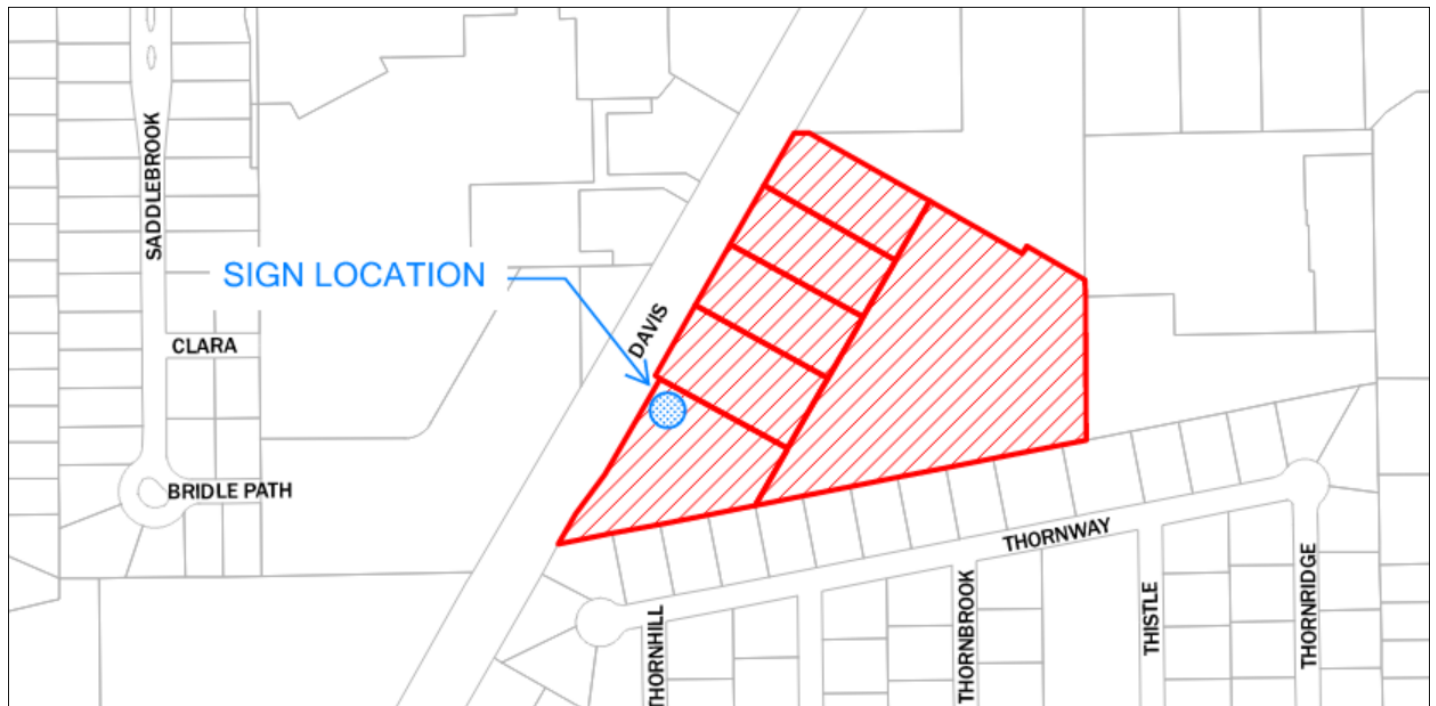 SADDLEBROOK
SIGN LOCATION
DAVIS
CLARA
BRIDLE PATH
THORNWAY
THORNHILL
THORNBROOK
THISTLE
THORNRIDGE